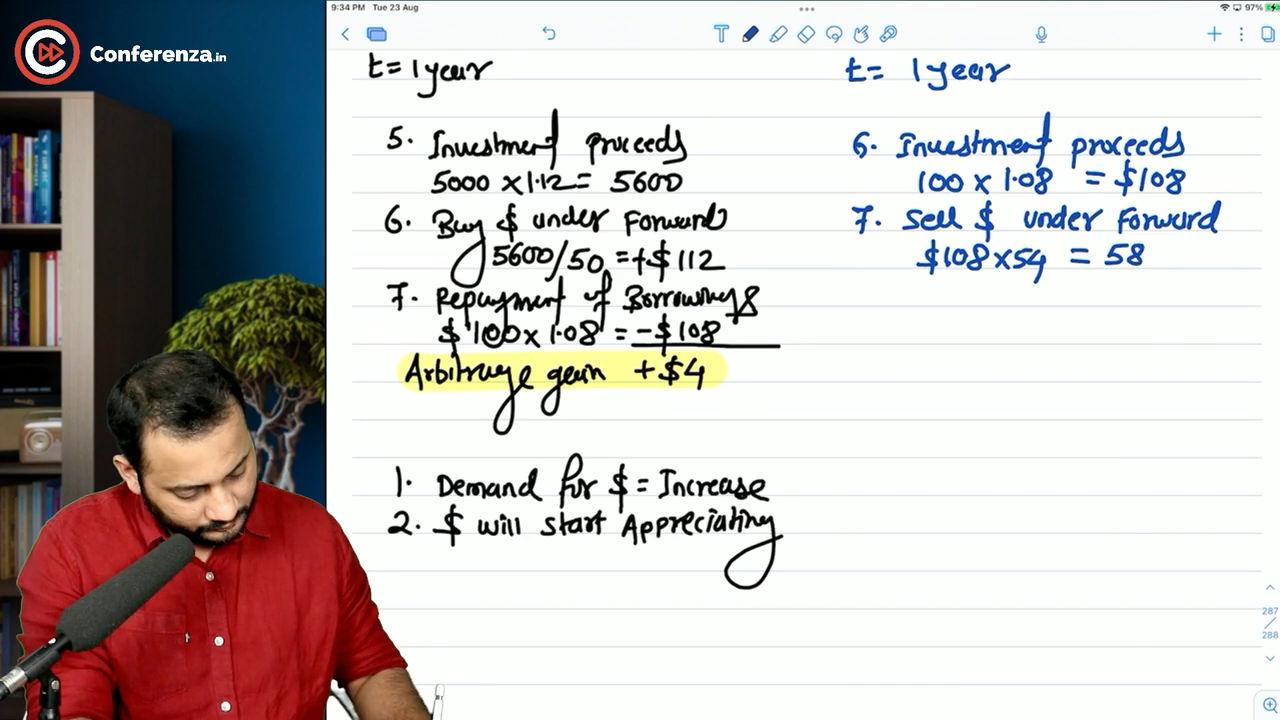 Conferenza.in
9:34 PM Tue 23 Aug
97%
t = 1 year
5. Investment proceeds
5000 x 1.12 = 5600
6. Buy $ under Forward
5600/50 = +$ 112
7. Repayment of Borrowings
$ 100 x 1.08 = -$ 108
Arbitrage gain +$4
1. Demand for $ = Increase
2. $ will start Appreciating
t = 1 year
6. Investment proceeds
100 x 1.08 = $108
7. Sell $ under forward
$108 x 54 = 58
287
288